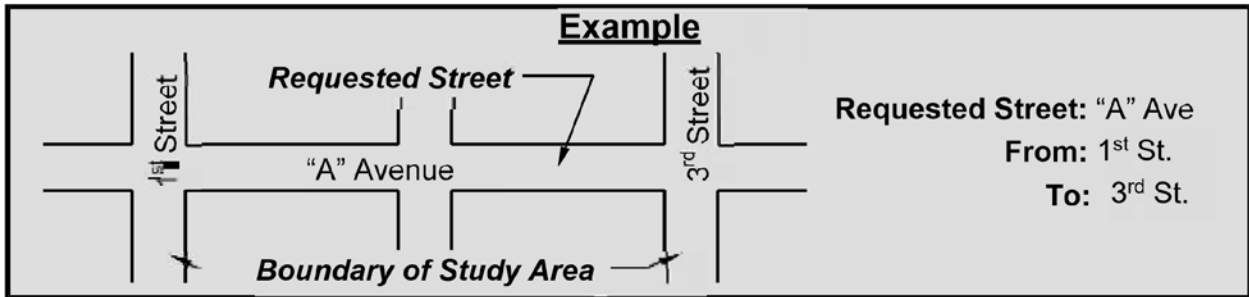 Example
Requested Street
1st Street
"A" Avenue
3rd Street
Boundary of Study Area
Requested Street: "A" Ave
From: 1st St.
To: 3rd St.